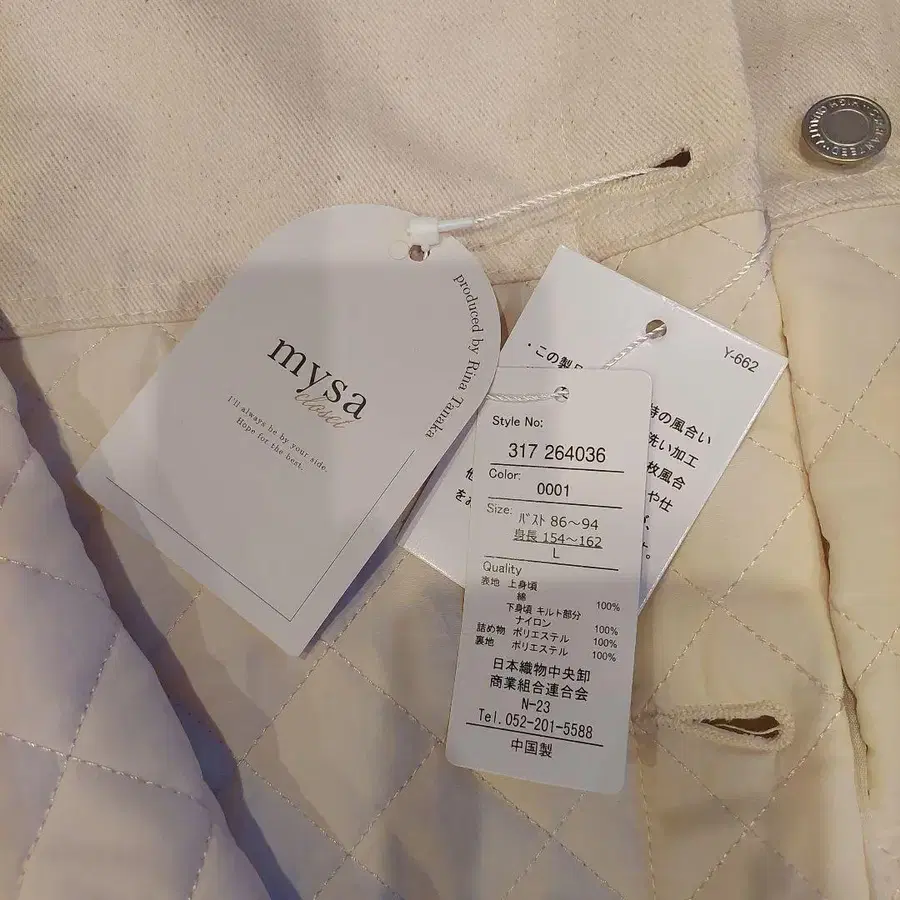 GUARANTEED HIGH QUALITY
produced by Rina Tanaka
mysa
closed
I'll always be by your side.
Hope for the best.
Y-662
・この製
特の風合い
洗い加工
枚風合
や仕
Style No:
317 264036
Color:
0001
Size:
バスト 86～94
身長 154～162
L
Quality
表地 上身頃
綿 100%
下身頃 キルト部分
ナイロン 100%
詰め物 ポリエステル 100%
裏地 ポリエステル 100%
日本織物中央卸
商業組合連合会
N-23
Tel.052-201-5588
中国製